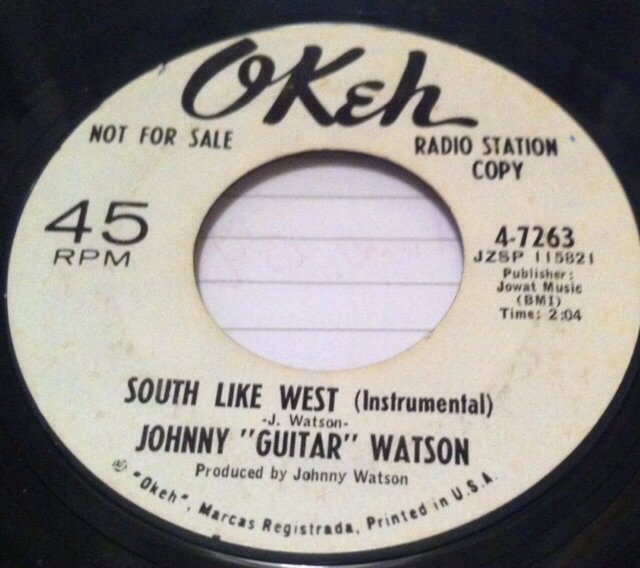 OKeh
NOT FOR SALE
RADIO STATION
COPY
45
RPM
4-7263
JZSP 115821
Publisher:
Jowat Music
(BMI)
Time: 2:04
SOUTH LIKE WEST (Instrumental)
-J. Watson-
JOHNNY "GUITAR" WATSON
Produced by Johnny Watson
® "Okeh", Marcas Registrada, Printed in U.S.A.